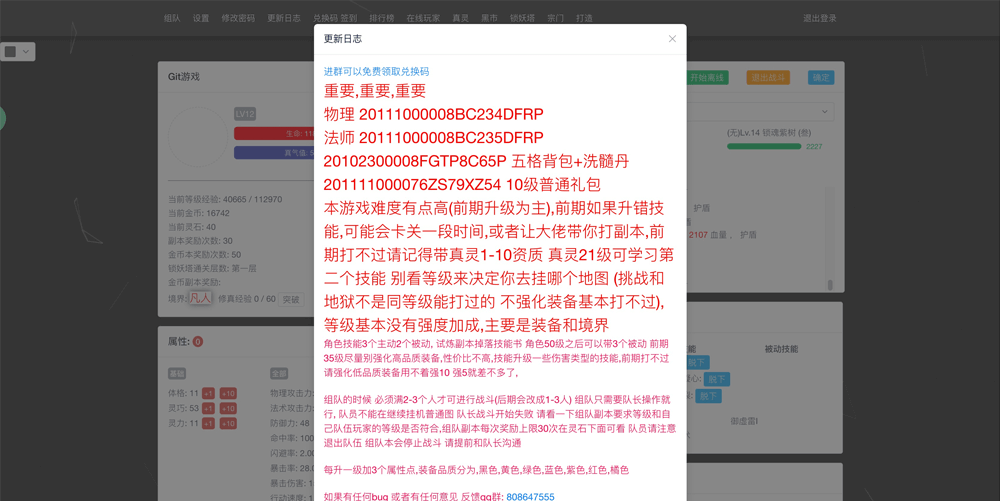 组队 设置 修改密码 更新日志 兑换码 签到 排行榜 在线玩家 真灵 黑市 锁妖塔 宗门 打造 退出登录
更新日志
进群可以免费领取兑换码
重要,重要,重要
物理 20111000008BC234DFRP
法师 20111000008BC235DFRP
20102300008FGTP8C65P 五格背包+洗髓丹
201111000076ZS79XZ54 10级普通礼包
本游戏难度有点高(前期升级为主),前期如果升错技
能,可能会卡关一段时间,或者让大佬带你打副本,前
期打不过请记得带真灵1-10资质 真灵21级可学习第
二个技能 别看等级来决定你去挂哪个地图 (挑战和
地狱不是同等级能打过的 不强化装备基本打不过),
等级基本没有强度加成,主要是装备和境界
角色技能3个主动2个被动, 试炼副本掉落技能书 角色50级之后可以带3个被动 前期
35级尽量别强化高品质装备,性价比不高,技能升级一些伤害类型的技能,前期打不过
请强化低品质装备用不着强10 强5就差不多了,
组队的时候 必须满2-3个人才可进行战斗(后期会改成1-3人) 组队只需要队长操作就
行, 队员不能在继续挂机普通图 队长战斗开始失败 请看一下组队副本要求等级和自
己队伍玩家的等级是否符合,组队副本每次奖励上限30次在灵石下面可看 队员请注意
退出队伍 组队本会停止战斗 请提前和队长沟通
每升一级加3个属性点,装备品质分为,黑色,黄色,绿色,蓝色,紫色,红色,橘色
如果有任何bug 或者有任何意见 反馈qq群: 808647555
Git游戏
LV12
生命: 118
真气值: 5
当前等级经验: 40665 / 112970
当前金币: 16742
当前灵石: 40
副本奖励次数: 30
金币本奖励次数: 50
锁妖塔通关层数: 第一层
金币副本奖励:
境界: 凡人 修真经验 0 / 60 突破
属性: 0
基础 全部
体格: 11 +1 +10 物理攻击力:
灵巧: 53 +1 +10 法术攻击力:
灵力: 11 +1 +10 防御力: 48
命中率: 100
闪避率: 2.00
暴击率: 28.0
暴击伤害:
行动速度:
开始离线 退出战斗 确定
(无)Lv.14 锁魂紫树 (叁)
2227
护盾
2107 血量 、 护盾
能 被动技能
脱下
心: 脱下
脱下
御虚雷!